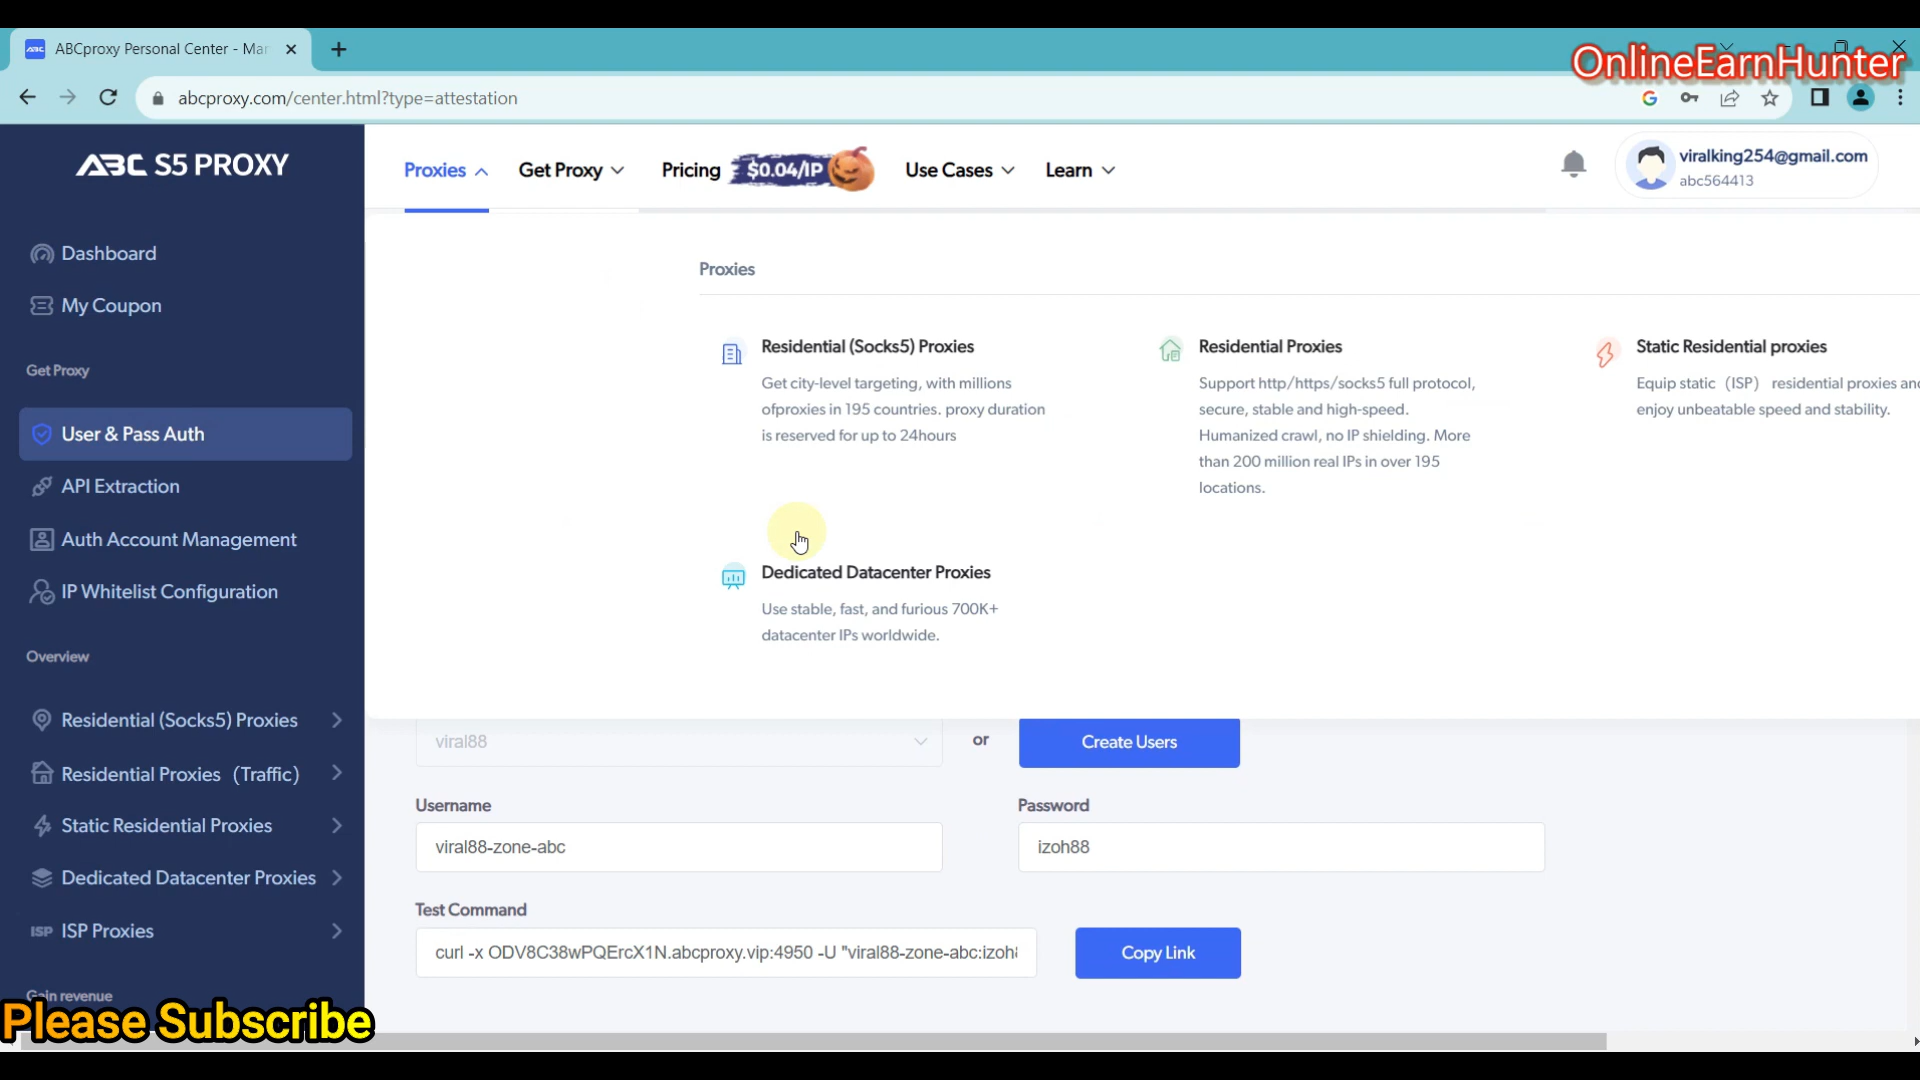 ABCproxy Personal Center - Mar
OnlineEarnHunter
abcproxy.com/center.html?type=attestation
ABC S5 PROXY
Proxies
Get Proxy
Pricing
$0.04/IP
Use Cases
Learn
viralking254@gmail.com
abc564413
Dashboard
My Coupon
Get Proxy
User & Pass Auth
API Extraction
Auth Account Management
IP Whitelist Configuration
Overview
Residential (Socks5) Proxies
Residential Proxies (Traffic)
Static Residential Proxies
Dedicated Datacenter Proxies
ISP ISP Proxies
Gain revenue
Please Subscribe
Proxies
Residential (Socks5) Proxies
Get city-level targeting, with millions
ofproxies in 195 countries. proxy duration
is reserved for up to 24hours
Residential Proxies
Support http/https/socks5 full protocol,
secure, stable and high-speed.
Humanized crawl, no IP shielding. More
than 200 million real IPs in over 195
locations.
Static Residential proxies
Equip static（ISP） residential proxies and
enjoy unbeatable speed and stability.
Dedicated Datacenter Proxies
Use stable, fast, and furious 700K+
datacenter IPs worldwide.
viral88
or
Create Users
Username
Password
viral88-zone-abc
izoh88
Test Command
curl -x ODV8C38wPQErcX1N.abcproxy.vip:4950 -U "viral88-zone-abc:izoh8
Copy Link